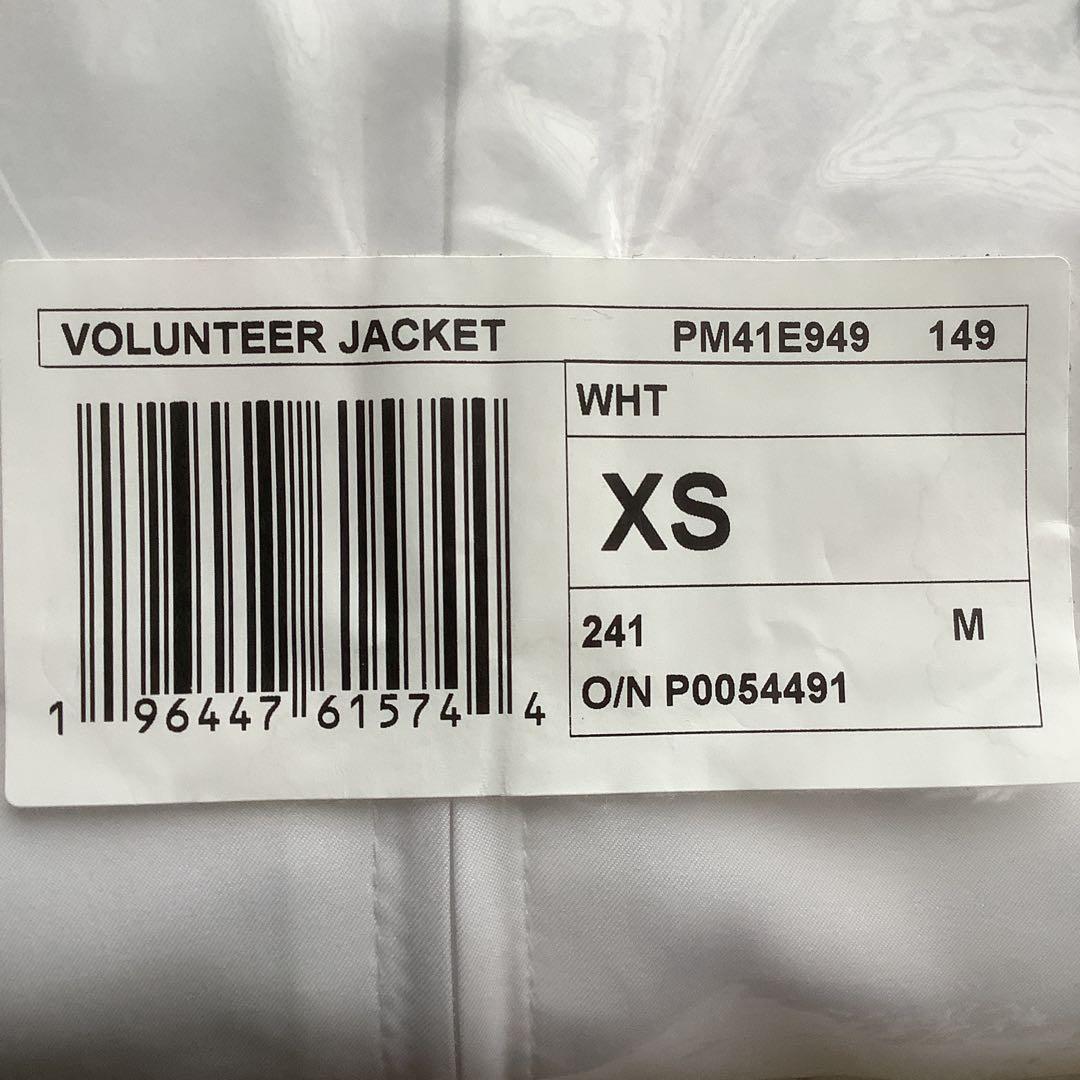 VOLUNTEER JACKET PM41E949 149
WHT
XS
241 M
O/N P0054491
1 96447 61574 4